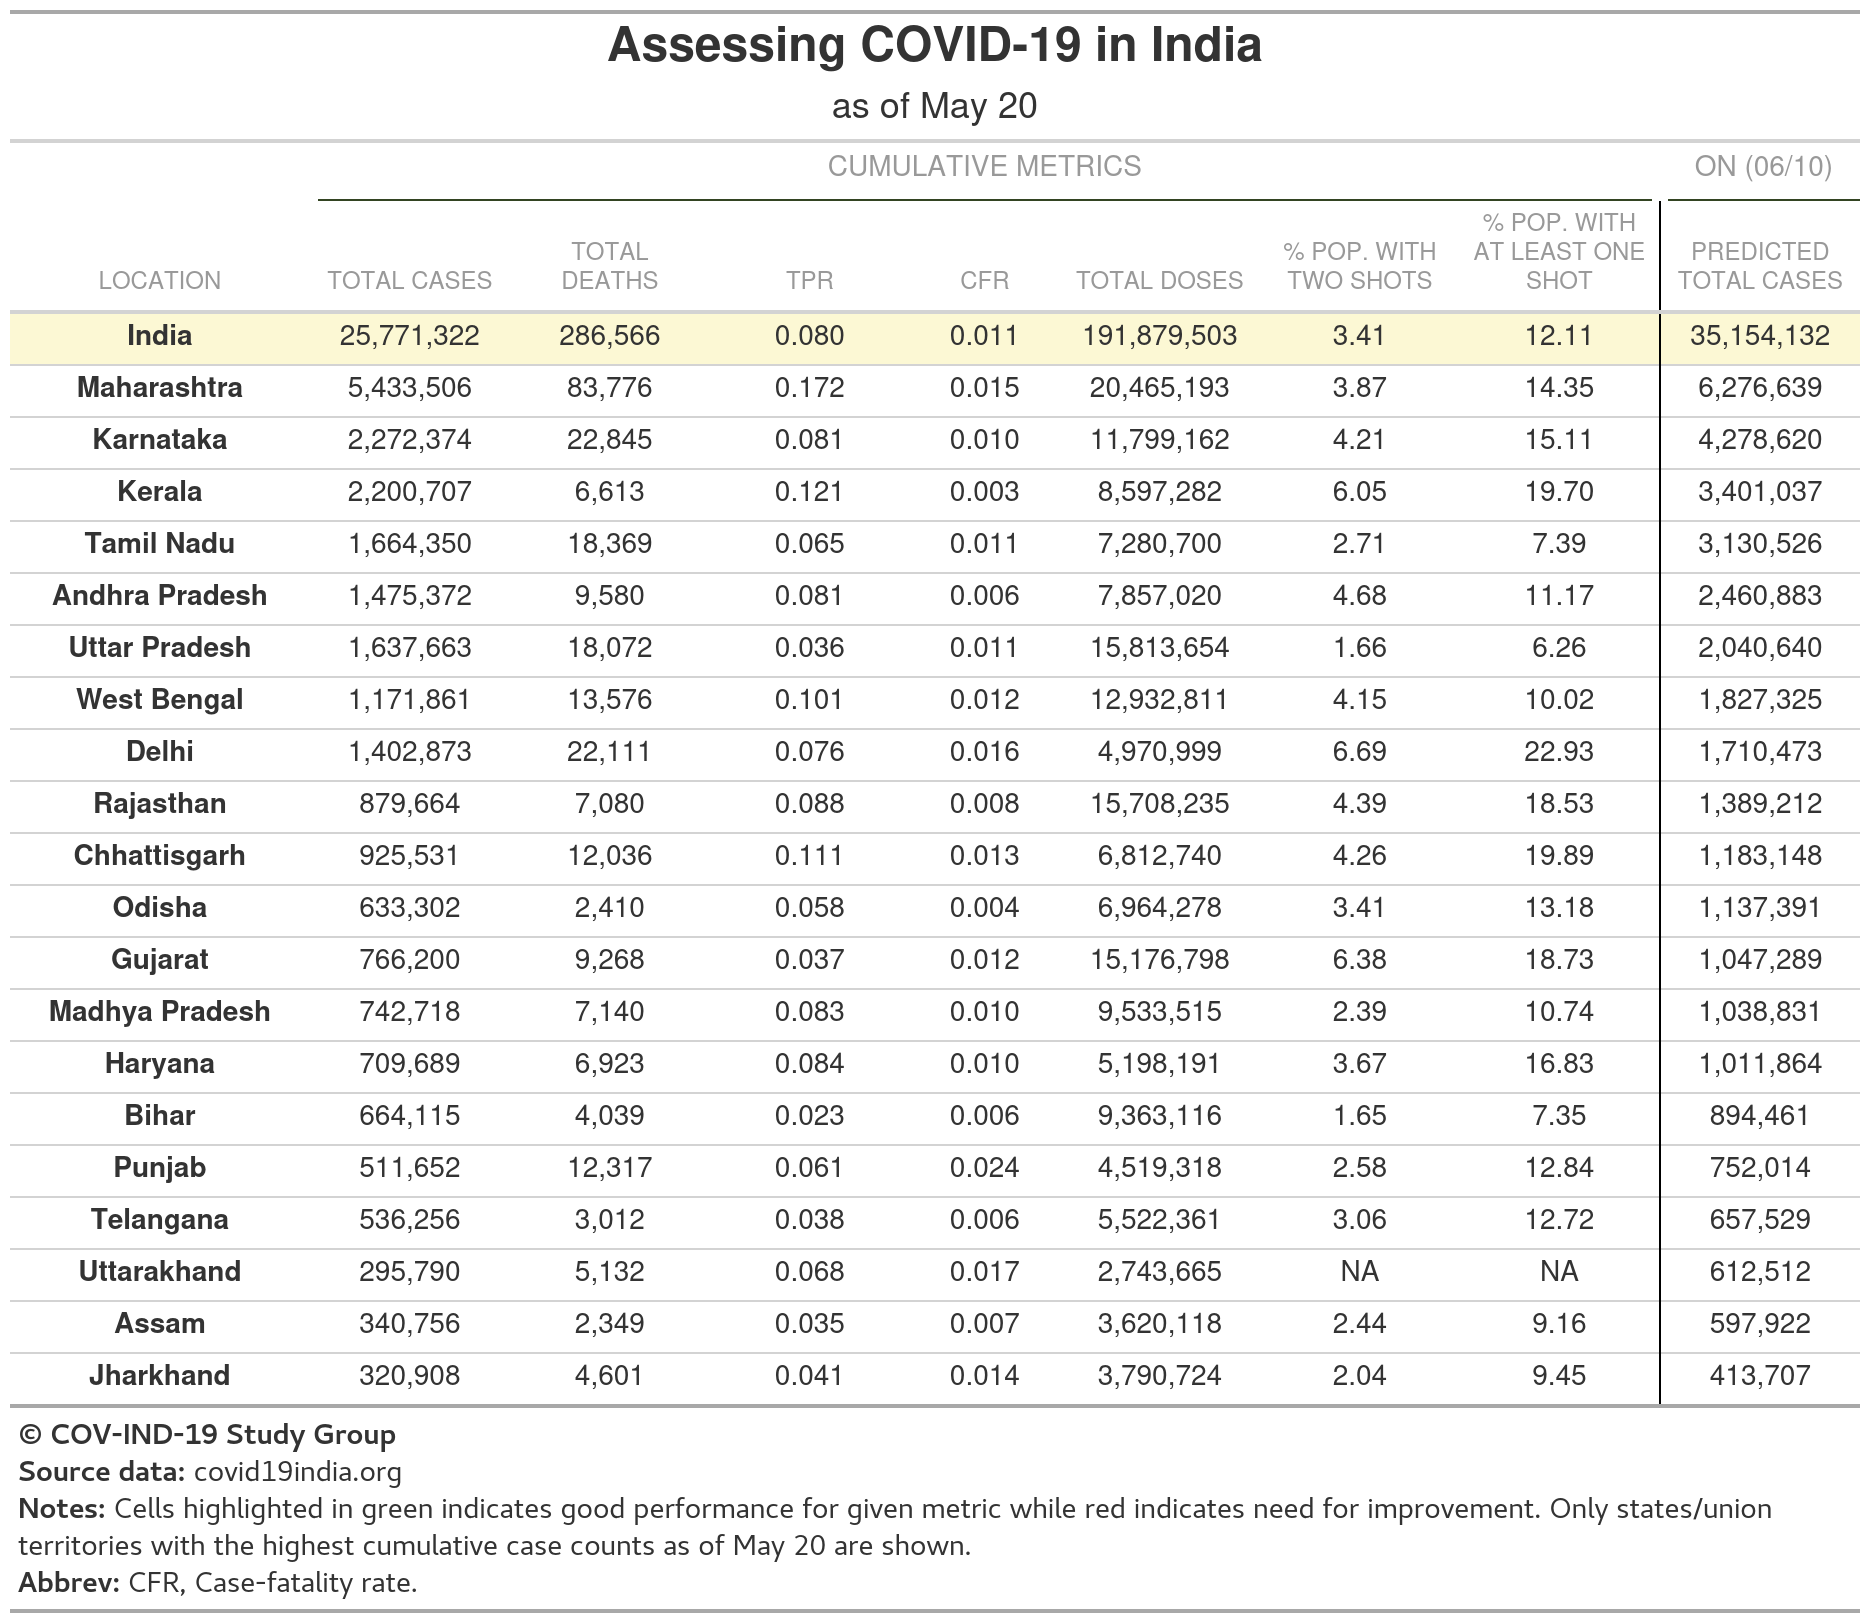 Assessing COVID-19 in India
as of May 20
CUMULATIVE METRICS ON (06/10)
LOCATION TOTAL CASES TOTAL DEATHS TPR CFR TOTAL DOSES % POP. WITH TWO SHOTS % POP. WITH AT LEAST ONE SHOT PREDICTED TOTAL CASES
India 25,771,322 286,566 0.080 0.011 191,879,503 3.41 12.11 35,154,132
Maharashtra 5,433,506 83,776 0.172 0.015 20,465,193 3.87 14.35 6,276,639
Karnataka 2,272,374 22,845 0.081 0.010 11,799,162 4.21 15.11 4,278,620
Kerala 2,200,707 6,613 0.121 0.003 8,597,282 6.05 19.70 3,401,037
Tamil Nadu 1,664,350 18,369 0.065 0.011 7,280,700 2.71 7.39 3,130,526
Andhra Pradesh 1,475,372 9,580 0.081 0.006 7,857,020 4.68 11.17 2,460,883
Uttar Pradesh 1,637,663 18,072 0.036 0.011 15,813,654 1.66 6.26 2,040,640
West Bengal 1,171,861 13,576 0.101 0.012 12,932,811 4.15 10.02 1,827,325
Delhi 1,402,873 22,111 0.076 0.016 4,970,999 6.69 22.93 1,710,473
Rajasthan 879,664 7,080 0.088 0.008 15,708,235 4.39 18.53 1,389,212
Chhattisgarh 925,531 12,036 0.111 0.013 6,812,740 4.26 19.89 1,183,148
Odisha 633,302 2,410 0.058 0.004 6,964,278 3.41 13.18 1,137,391
Gujarat 766,200 9,268 0.037 0.012 15,176,798 6.38 18.73 1,047,289
Madhya Pradesh 742,718 7,140 0.083 0.010 9,533,515 2.39 10.74 1,038,831
Haryana 709,689 6,923 0.084 0.010 5,198,191 3.67 16.83 1,011,864
Bihar 664,115 4,039 0.023 0.006 9,363,116 1.65 7.35 894,461
Punjab 511,652 12,317 0.061 0.024 4,519,318 2.58 12.84 752,014
Telangana 536,256 3,012 0.038 0.006 5,522,361 3.06 12.72 657,529
Uttarakhand 295,790 5,132 0.068 0.017 2,743,665 NA NA 612,512
Assam 340,756 2,349 0.035 0.007 3,620,118 2.44 9.16 597,922
Jharkhand 320,908 4,601 0.041 0.014 3,790,724 2.04 9.45 413,707
© COV-IND-19 Study Group
Source data: covid19india.org
Notes: Cells highlighted in green indicates good performance for given metric while red indicates need for improvement. Only states/union
territories with the highest cumulative case counts as of May 20 are shown.
Abbrev: CFR, Case-fatality rate.